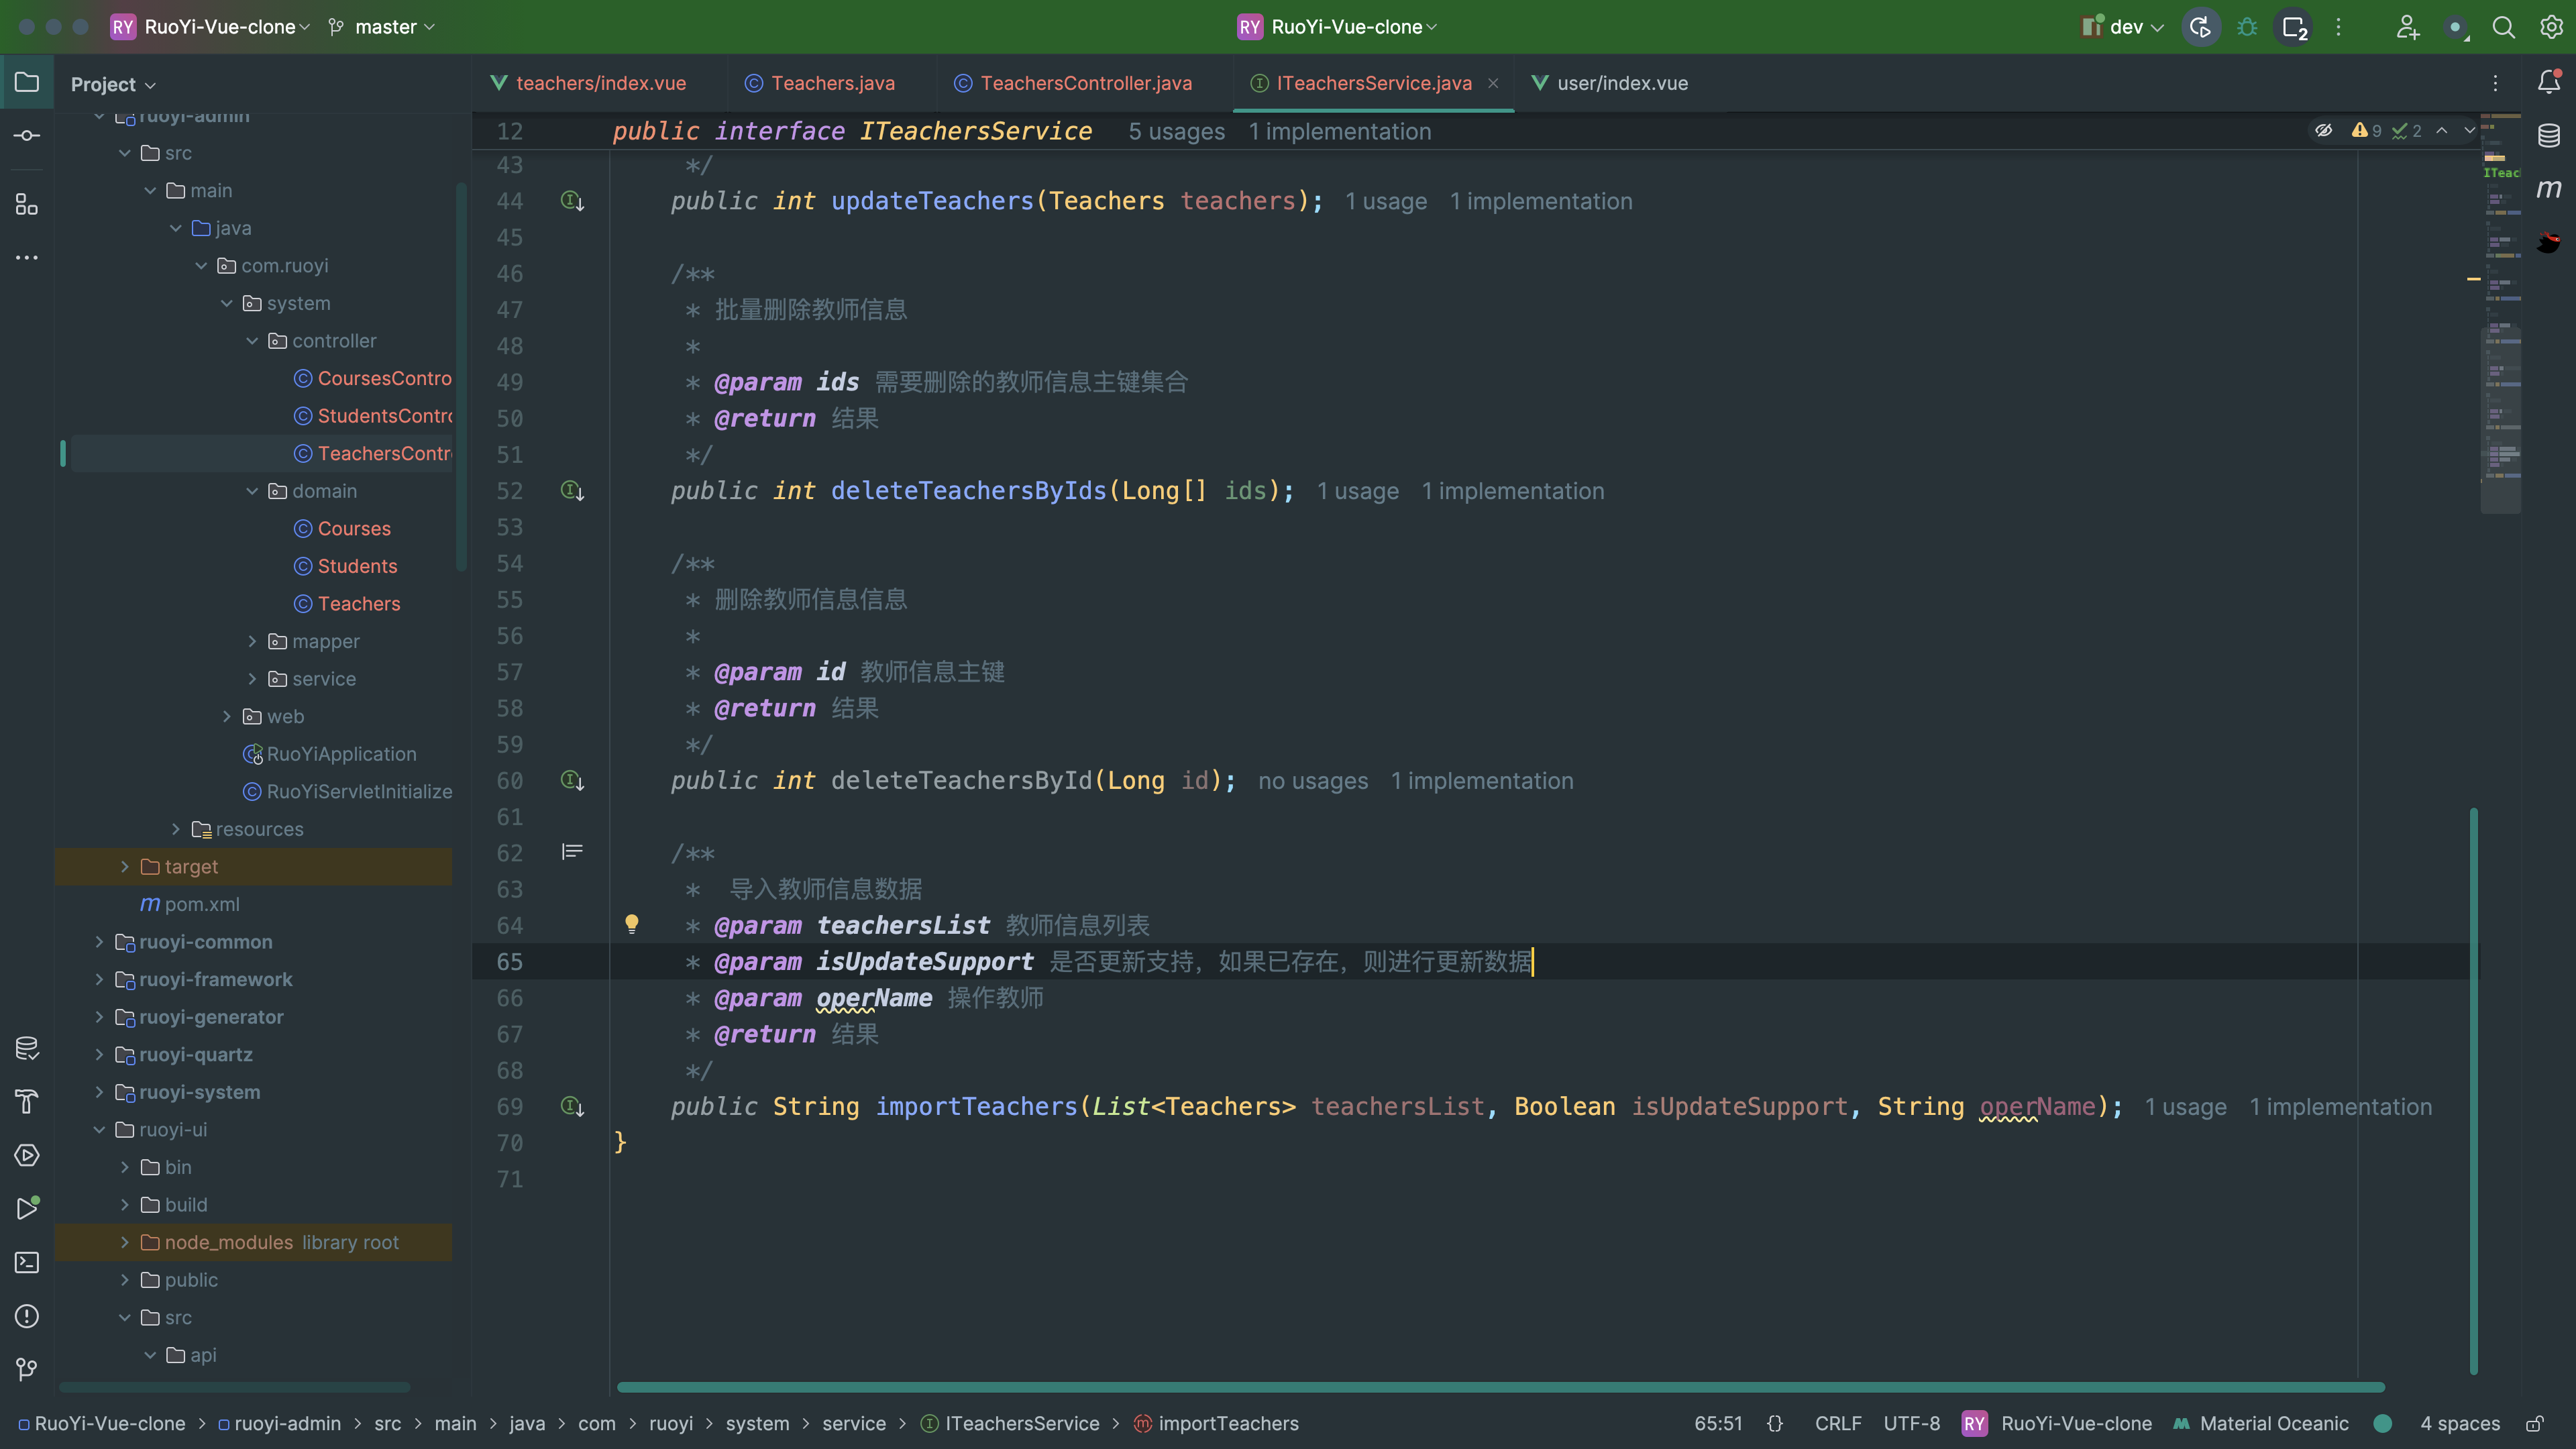 RY RuoYi-Vue-clone master
RY RuoYi-Vue-clone
dev
2
Project
teachers/index.vue
Teachers.java
TeachersController.java
ITeachersService.java
user/index.vue
ruoyi-admin
src
main
java
com.ruoyi
system
controller
CoursesContro
StudentsContro
TeachersContr
domain
Courses
Students
Teachers
mapper
service
web
RuoYiApplication
RuoYiServletInitialize
resources
target
pom.xml
ruoyi-common
ruoyi-framework
ruoyi-generator
ruoyi-quartz
ruoyi-system
ruoyi-ui
bin
build
node_modules library root
public
src
api
12 public interface ITeachersService 5 usages 1 implementation
9 2
ITeac
43 */
44 public int updateTeachers(Teachers teachers); 1 usage 1 implementation
45
46 /**
47 * 批量删除教师信息
48 *
49 * @param ids 需要删除的教师信息主键集合
50 * @return 结果
51 */
52 public int deleteTeachersByIds(Long[] ids); 1 usage 1 implementation
53
54 /**
55 * 删除教师信息信息
56 *
57 * @param id 教师信息主键
58 * @return 结果
59 */
60 public int deleteTeachersById(Long id); no usages 1 implementation
61
62 /**
63 * 导入教师信息数据
64 * @param teachersList 教师信息列表
65 * @param isUpdateSupport 是否更新支持，如果已存在，则进行更新数据
66 * @param operName 操作教师
67 * @return 结果
68 */
69 public String importTeachers(List<Teachers> teachersList, Boolean isUpdateSupport, String operName); 1 usage 1 implementation
70 }
71
RuoYi-Vue-clone > ruoyi-admin > src > main > java > com > ruoyi > system > service > ITeachersService > importTeachers
65:51 {} CRLF UTF-8 RY RuoYi-Vue-clone Material Oceanic 4 spaces